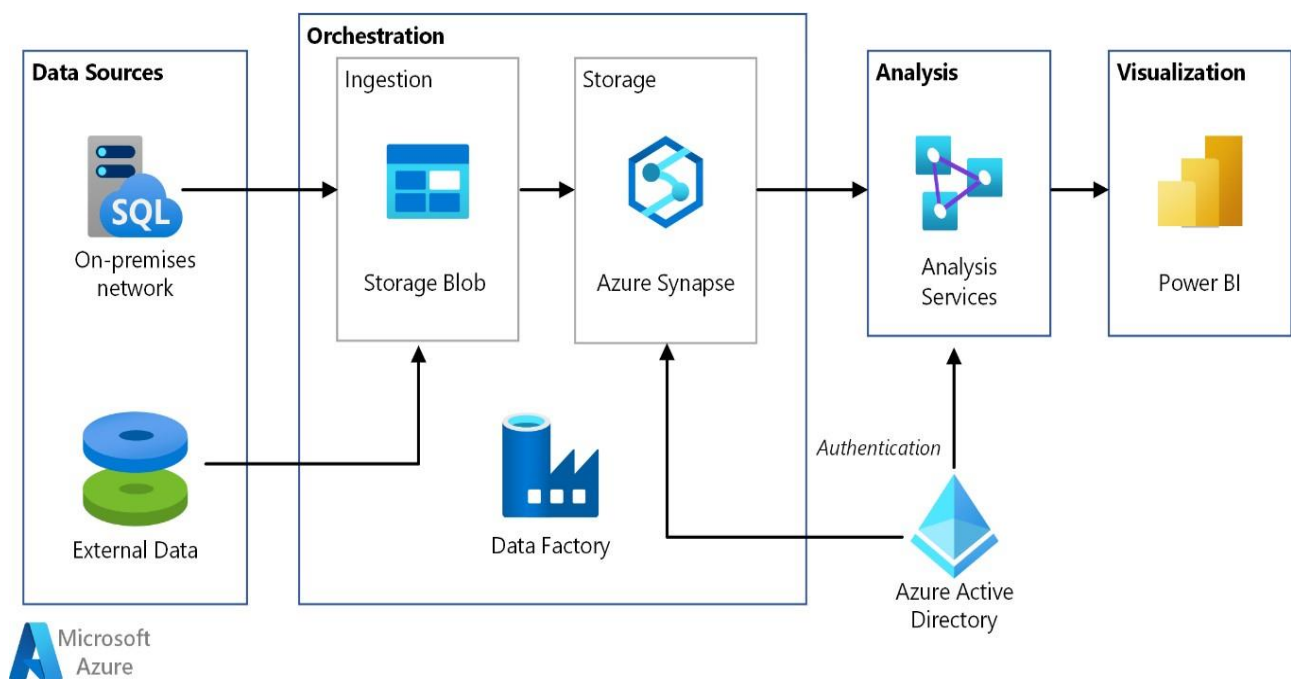 Orchestration
Data Sources
Ingestion
Storage
Analysis
Visualization
SQL
On-premises
network
Storage Blob
Azure Synapse
Analysis
Services
Power BI
Authentication
External Data
Data Factory
Azure Active
Directory
Microsoft
Azure